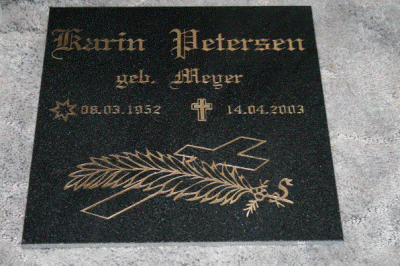 Karin Petersen
geb. Meyer
08.03.1952 14.04.2003